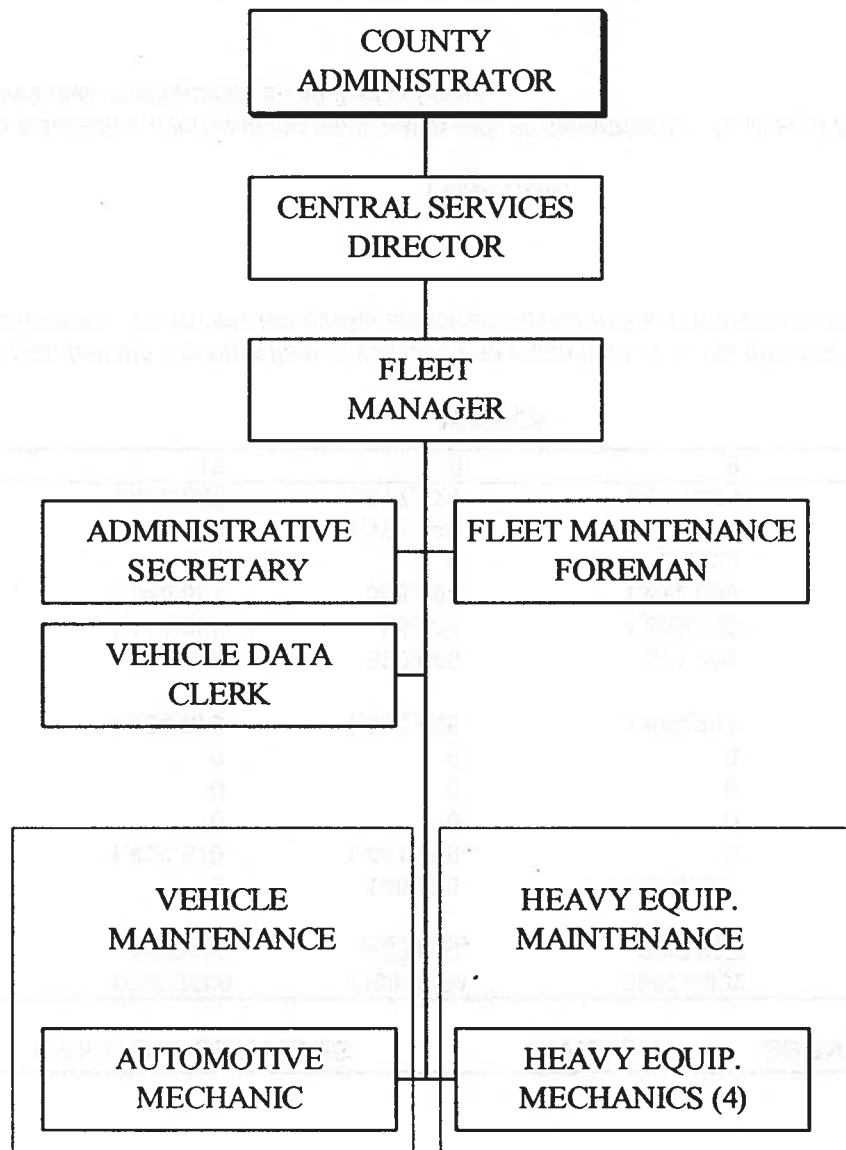 COUNTY
ADMINISTRATOR
CENTRAL SERVICES
DIRECTOR
FLEET
MANAGER
ADMINISTRATIVE
SECRETARY
FLEET MAINTENANCE
FOREMAN
VEHICLE DATA
CLERK
VEHICLE
MAINTENANCE
HEAVY EQUIP.
MAINTENANCE
AUTOMOTIVE
MECHANIC
HEAVY EQUIP.
MECHANICS (4)